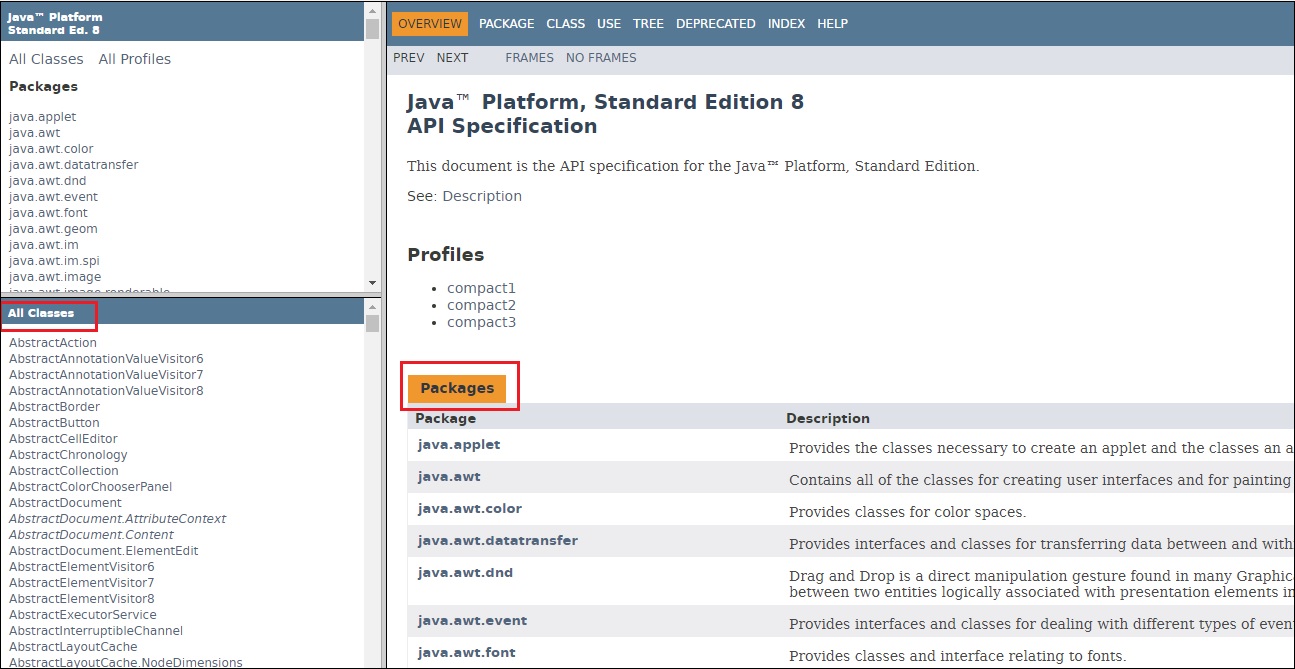 Java™ Platform
Standard Ed. 8
All Classes All Profiles
Packages
java.applet
java.awt
java.awt.color
java.awt.datatransfer
java.awt.dnd
java.awt.event
java.awt.font
java.awt.geom
java.awt.im
java.awt.im.spi
java.awt.image
java.awt.image.renderable
All Classes
AbstractAction
AbstractAnnotationValueVisitor6
AbstractAnnotationValueVisitor7
AbstractAnnotationValueVisitor8
AbstractBorder
AbstractButton
AbstractCellEditor
AbstractChronology
AbstractCollection
AbstractColorChooserPanel
AbstractDocument
AbstractDocument.AttributeContext
AbstractDocument.Content
AbstractDocument.ElementEdit
AbstractElementVisitor6
AbstractElementVisitor7
AbstractElementVisitor8
AbstractExecutorService
AbstractInterruptibleChannel
AbstractLayoutCache
AbstractLayoutCache.NodeDimensions
OVERVIEW PACKAGE CLASS USE TREE DEPRECATED INDEX HELP
PREV NEXT FRAMES NO FRAMES
Java™ Platform, Standard Edition 8
API Specification
This document is the API specification for the Java™ Platform, Standard Edition.
See: Description
Profiles
• compact1
• compact2
• compact3
Packages
Package Description
java.applet Provides the classes necessary to create an applet and the classes an a
java.awt Contains all of the classes for creating user interfaces and for painting
java.awt.color Provides classes for color spaces.
java.awt.datatransfer Provides interfaces and classes for transferring data between and with
java.awt.dnd Drag and Drop is a direct manipulation gesture found in many Graphic
between two entities logically associated with presentation elements in
java.awt.event Provides interfaces and classes for dealing with different types of even
java.awt.font Provides classes and interface relating to fonts.